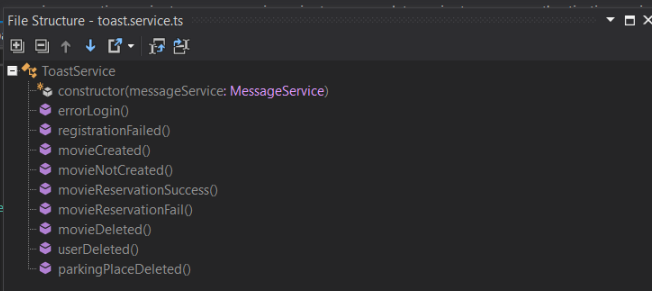 File Structure - toast.service.ts
ToastService
constructor(messageService: MessageService)
errorLogin()
registrationFailed()
movieCreated()
movieNotCreated()
movieReservationSuccess()
movieReservationFail()
movieDeleted()
userDeleted()
parkingPlaceDeleted()